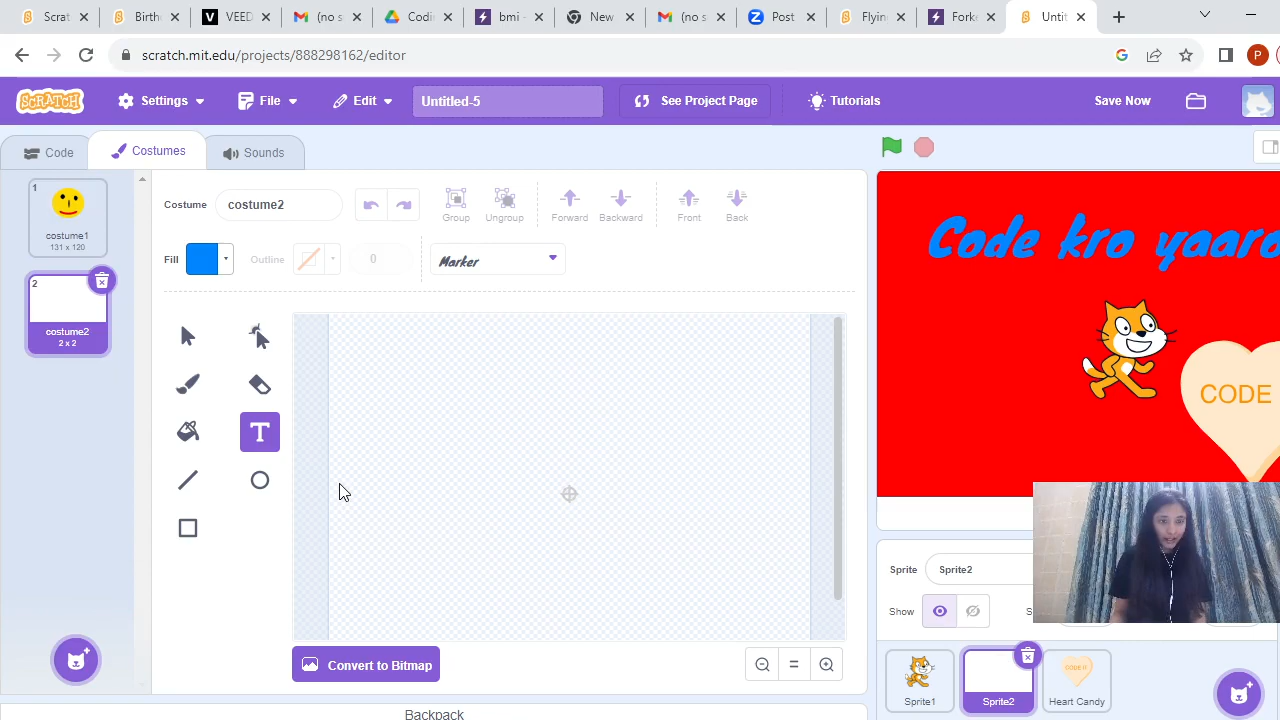 Scrat
Birth
VEED
(no s
Codi
bmi -
New
(no s
Post
Flyin
Fork
Untit
scratch.mit.edu/projects/888298162/editor
P
SCRATCH
Settings
File
Edit
Untitled-5
See Project Page
Tutorials
Save Now
Code
Costumes
Sounds
1
costume1
131 x 120
2
costume2
2 x 2
Costume
costume2
Group
Ungroup
Forward
Backward
Front
Back
Fill
Outline
0
Marker
T
Convert to Bitmap
Backpack
Code kro yaaro
CODE
Sprite
Sprite2
Show
S
Sprite1
Sprite2
CODE
Heart Candy